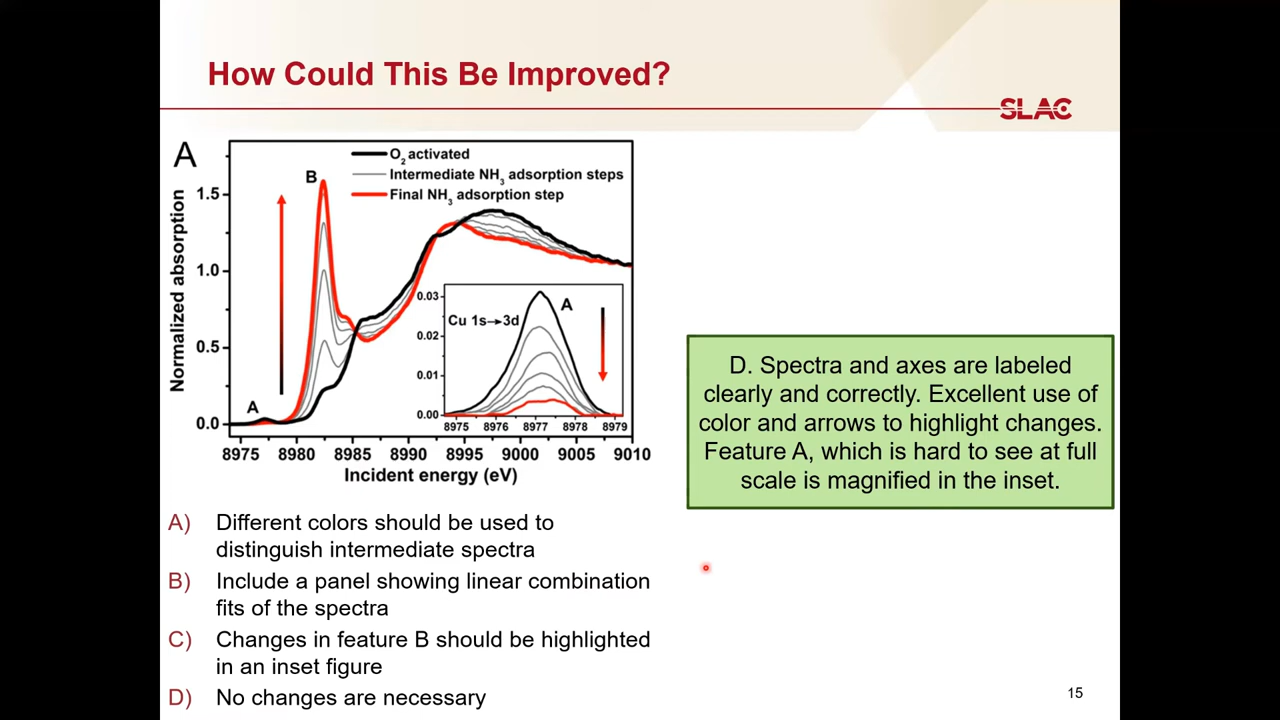 How Could This Be Improved?
SLAC
A
B
O2 activated
Intermediate NH3 adsorption steps
Final NH3 adsorption step
Normalized absorption
1.5
1.0
0.5
0.0
A
0.03
0.02
0.01
0.00
Cu 1s→3d
A
8975 8976 8977 8978 8979
8975 8980 8985 8990 8995 9000 9005 9010
Incident energy (eV)
D. Spectra and axes are labeled
clearly and correctly. Excellent use of
color and arrows to highlight changes.
Feature A, which is hard to see at full
scale is magnified in the inset.
A) Different colors should be used to
distinguish intermediate spectra
B) Include a panel showing linear combination
fits of the spectra
C) Changes in feature B should be highlighted
in an inset figure
D) No changes are necessary
15